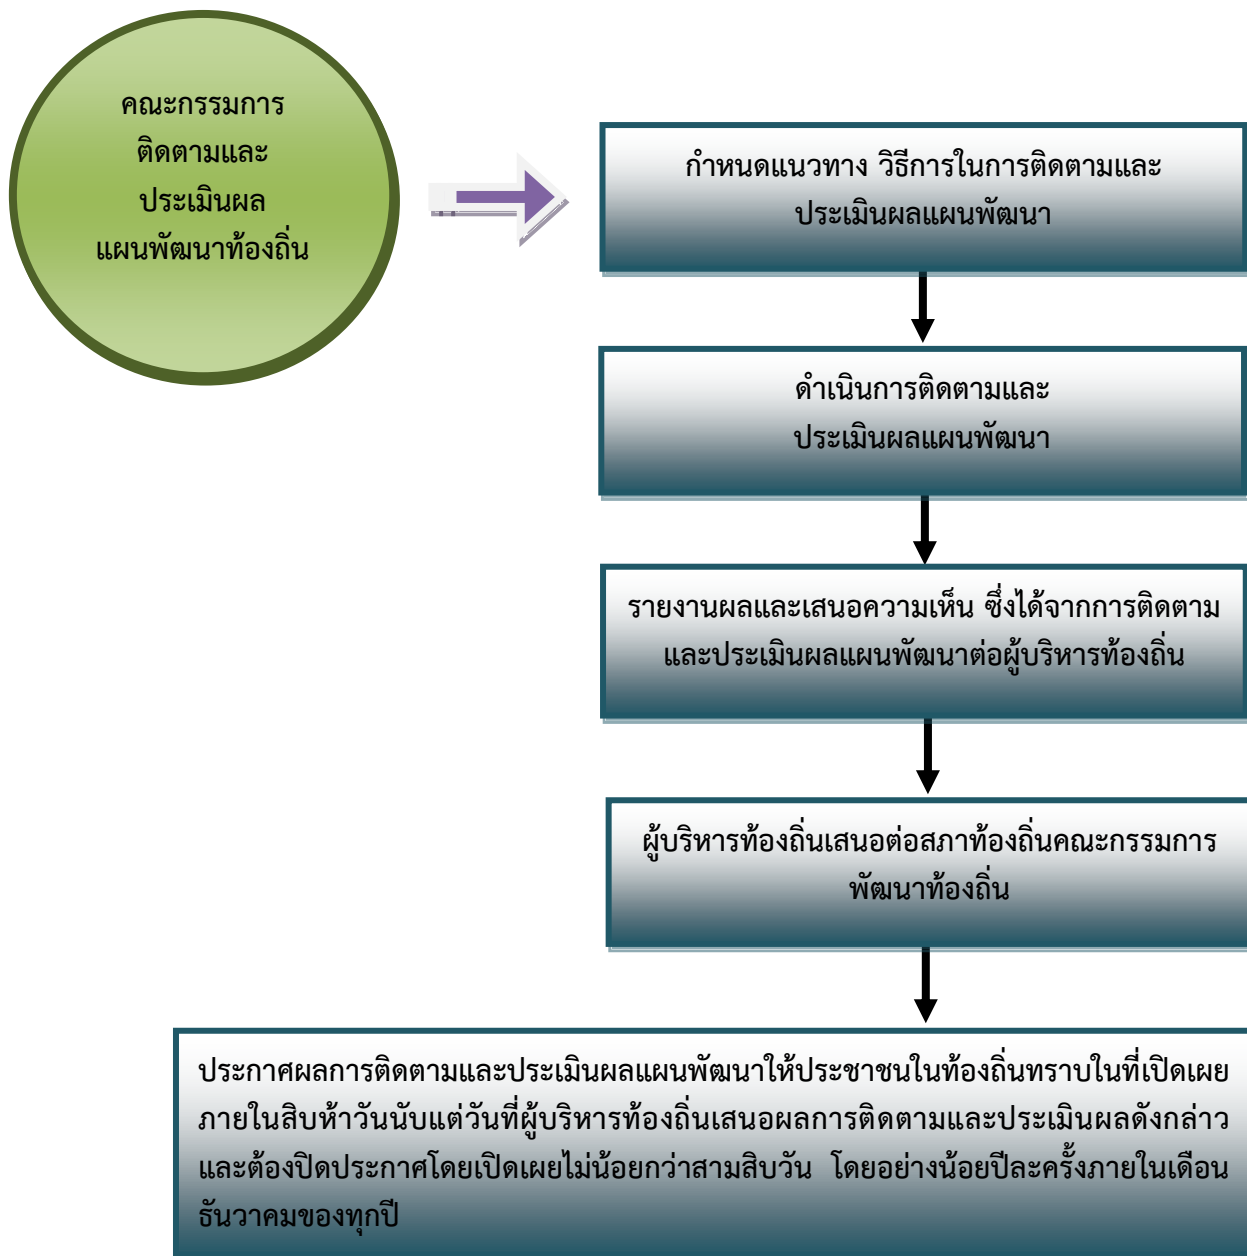 คณะกรรมการ
ติดตามและ
ประเมินผล
แผนพัฒนาท้องถิ่น
กำหนดแนวทาง วิธีการในการติดตามและ
ประเมินผลแผนพัฒนา
ดำเนินการติดตามและ
ประเมินผลแผนพัฒนา
รายงานผลและเสนอความเห็น ซึ่งได้จากการติดตาม
และประเมินผลแผนพัฒนาต่อผู้บริหารท้องถิ่น
ผู้บริหารท้องถิ่นเสนอต่อสภาท้องถิ่นคณะกรรมการ
พัฒนาท้องถิ่น
ประกาศผลการติดตามและประเมินผลแผนพัฒนาให้ประชาชนในท้องถิ่นทราบในที่เปิดเผย
ภายในสิบห้าวันนับแต่วันที่ผู้บริหารท้องถิ่นเสนอผลการติดตามและประเมินผลดังกล่าว
และต้องปิดประกาศโดยเปิดเผยไม่น้อยกว่าสามสิบวัน โดยอย่างน้อยปีละครั้งภายในเดือน
ธันวาคมของทุกปี